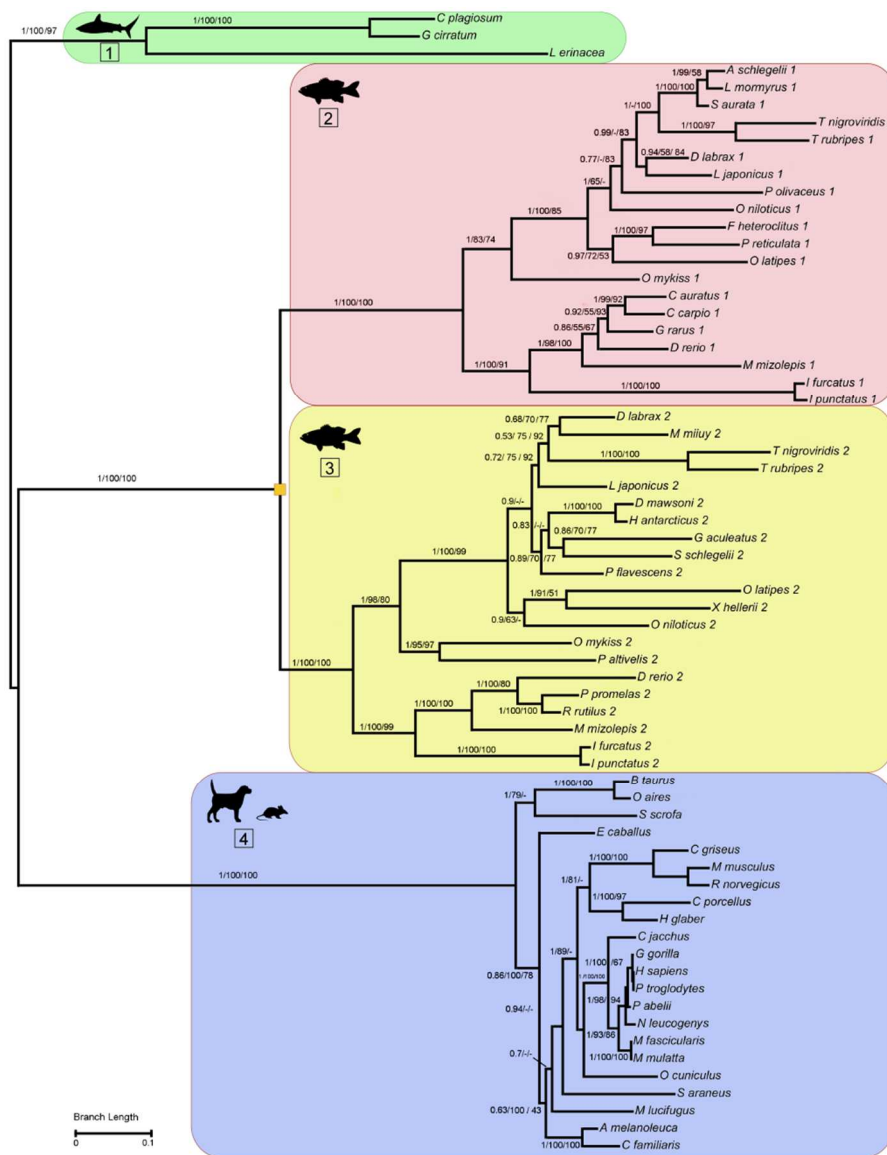 1/100/97
1/100/100
C plagiosum
G cirratum
1
L erinacea
A schlegelii 1
1/99/58
L mormyrus 1
1/100/100
S aurata 1
1/-/100
T nigroviridis
1/100/97
T rubripes 1
0.99/-/83
D labrax 1
0.94/58/ 84
0.77/-/83
L japonicus 1
1/65/-
P olivaceus 1
O niloticus 1
1/100/85
F heteroclitus 1
1/100/97
P reticulata 1
1/83/74
0.97/72/53
O latipes 1
O mykiss 1
2
1/100/100
C auratus 1
1/99/92
C carpio 1
0.92/55/93
G rarus 1
0.86/55/67
D rerio 1
1/98/100
M mizolepis 1
1/100/91
1/100/100
I furcatus 1
I punctatus 1
0.68/70 / 77
D labrax 2
0.53/ 75 / 92
M miiuy 2
0.72/ 75 / 92
T nigroviridis 2
1/100/100
T rubripes 2
3
1/100/100
L japonicus 2
0.9/-/-
1/100/100
D mawsoni 2
H antarcticus 2
0.83 /-/-
0.86/70 / 77
G aculeatus 2
S schlegelii 2
0.89/70 / 77
P flavescens 2
1/100/99
1/91/51
O latipes 2
X hellerii 2
1/98/80
0.9/63/-
O niloticus 2
O mykiss 2
1/95/97
P altivelis 2
1/100/100
1/100/80
D rerio 2
1/100/100
P promelas 2
1/100/100
R rutilus 2
1/100/99
M mizolepis 2
1/100/100
I furcatus 2
I punctatus 2
1/100/100
B taurus
1/79/-
O aires
S scrofa
4
E caballus
C griseus
1/100/100
M musculus
1/81/-
R norvegicus
1/100/100
1/100/97
C porcellus
H glaber
C jacchus
1/89/-
G gorilla
1/100 / 67
0.86/100/ 78
1 /100/100
H sapiens
P troglodytes
1/98/ 94
0.94/-/-
P abelii
N leucogenys
1/93/86
M fascicularis
0.7/-/-
1/100/100
M mulatta
O cuniculus
S araneus
0.63/100 / 43
M lucifugus
A melanoleuca
1/100/100
C familiaris
Branch Length
0 0.1